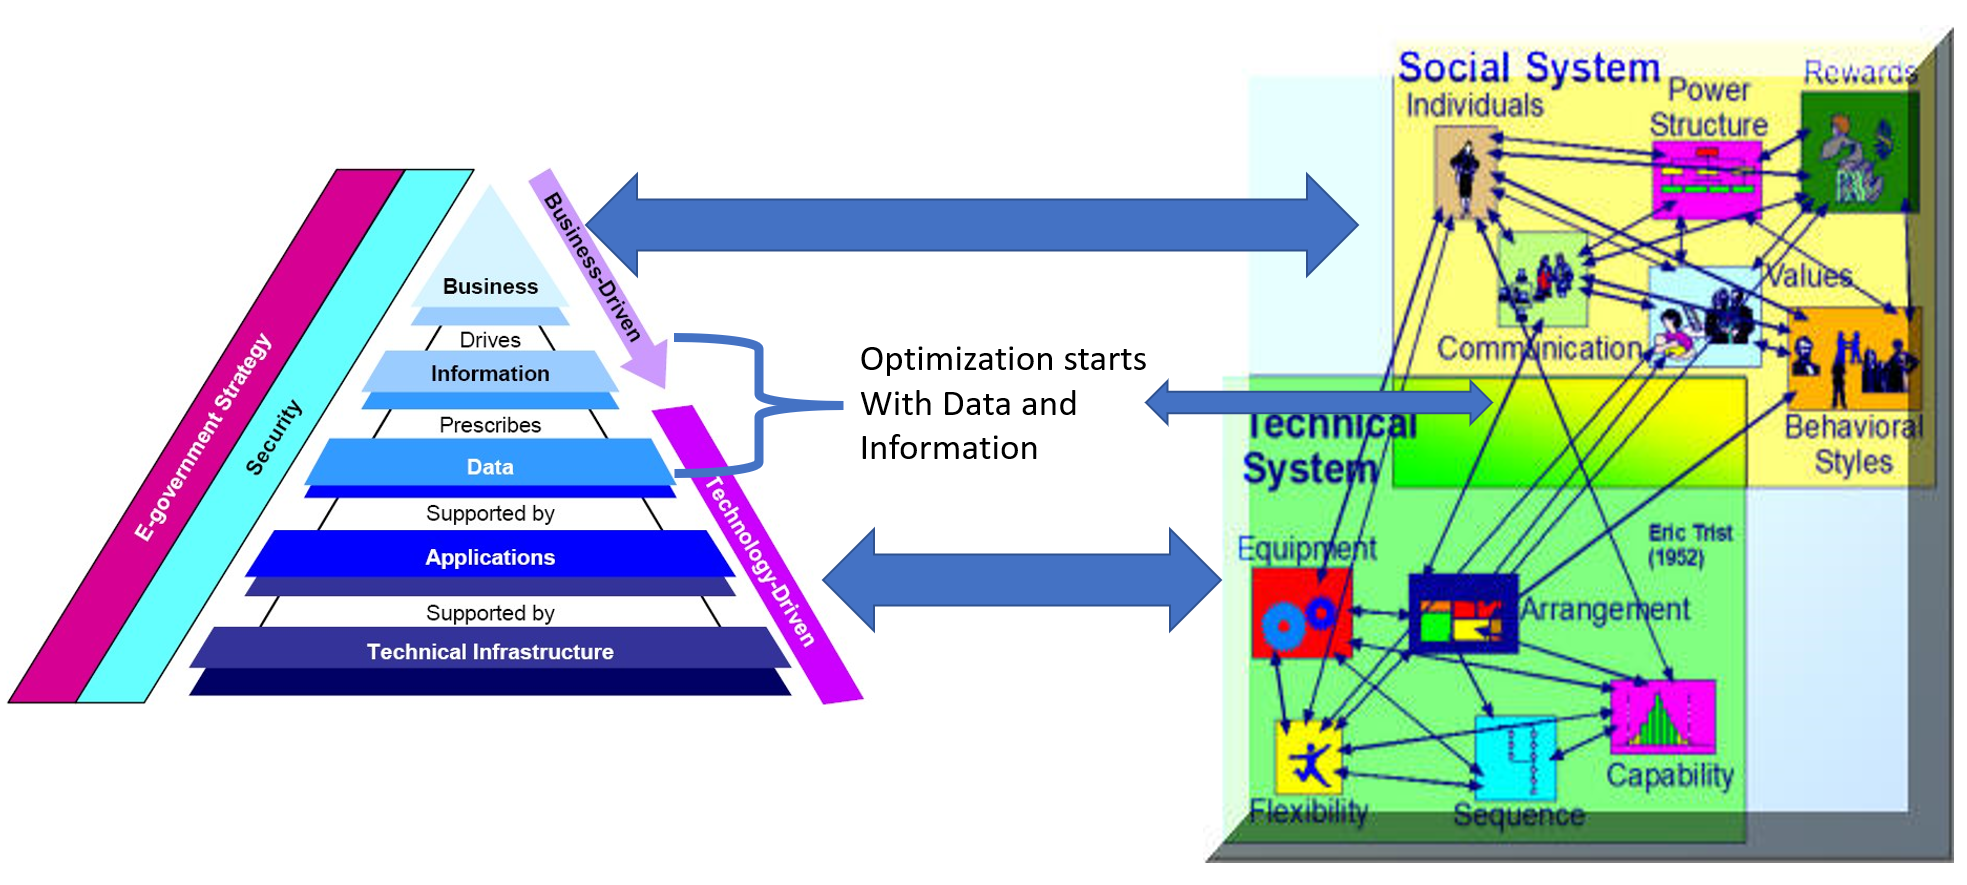 E-government Strategy
Security
Business
Drives
Information
Prescribes
Data
Supported by
Applications
Supported by
Technical Infrastructure
Business-Driven
Technology-Driven
Optimization starts
With Data and
Information
Social System
Individuals
Power
Structure
Rewards
Communication
Values
Behavioral
Styles
Technical
System
Eric Trist
(1952)
Equipment
Arrangement
Flexibility
Sequence
Capability